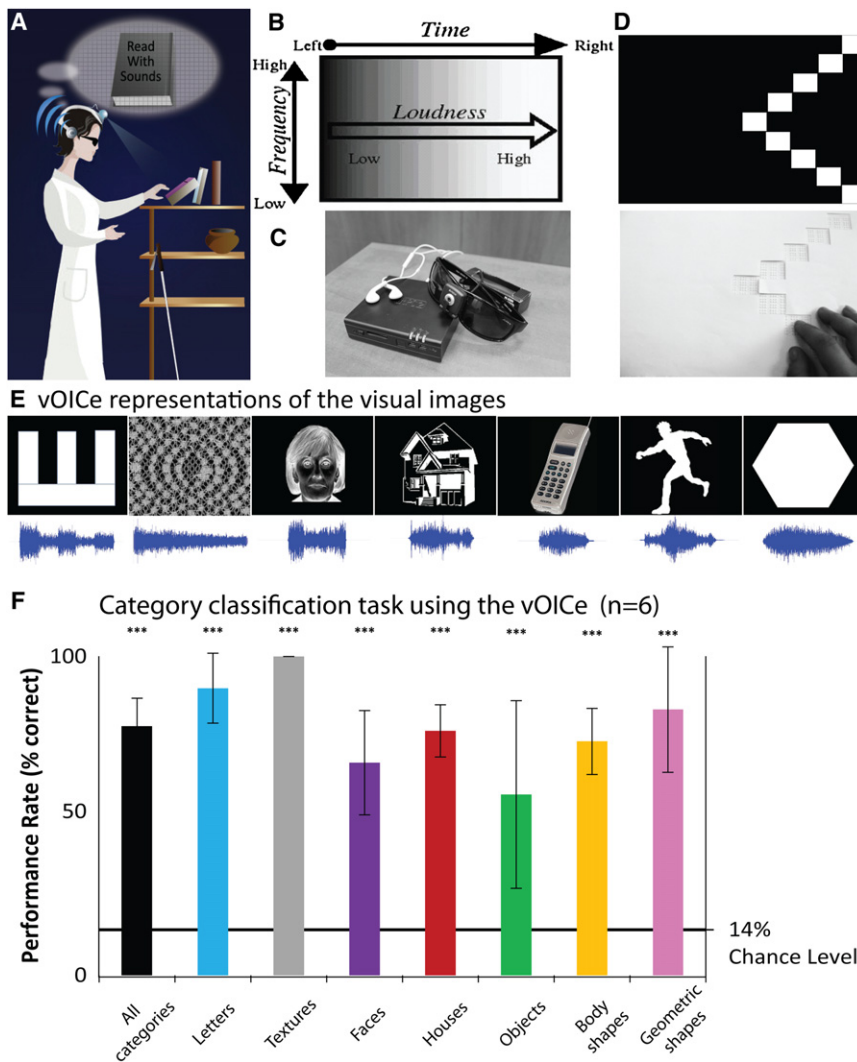 A
Read
With
Sounds
B
Time
Left
Right
High
Frequency
Low
Loudness
Low
High
C
D
E vOICe representations of the visual images
F Category classification task using the vOICe (n=6)
*** *** *** *** *** *** *** ***
Performance Rate (% correct)
100
50
0
14%
Chance Level
All
categories
Letters
Textures
Faces
Houses
Objects
Body
shapes
Geometric
shapes